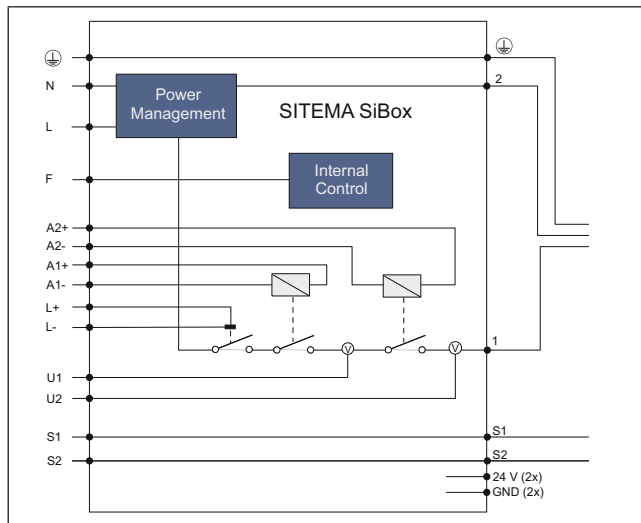 N
2
Power
Management
SITEMA SiBox
L
Internal
Control
F
A2+
A2-
A1+
A1-
L+
L-
V
V
1
U1
U2
S1
S1
S2
S2
24 V (2x)
GND (2x)